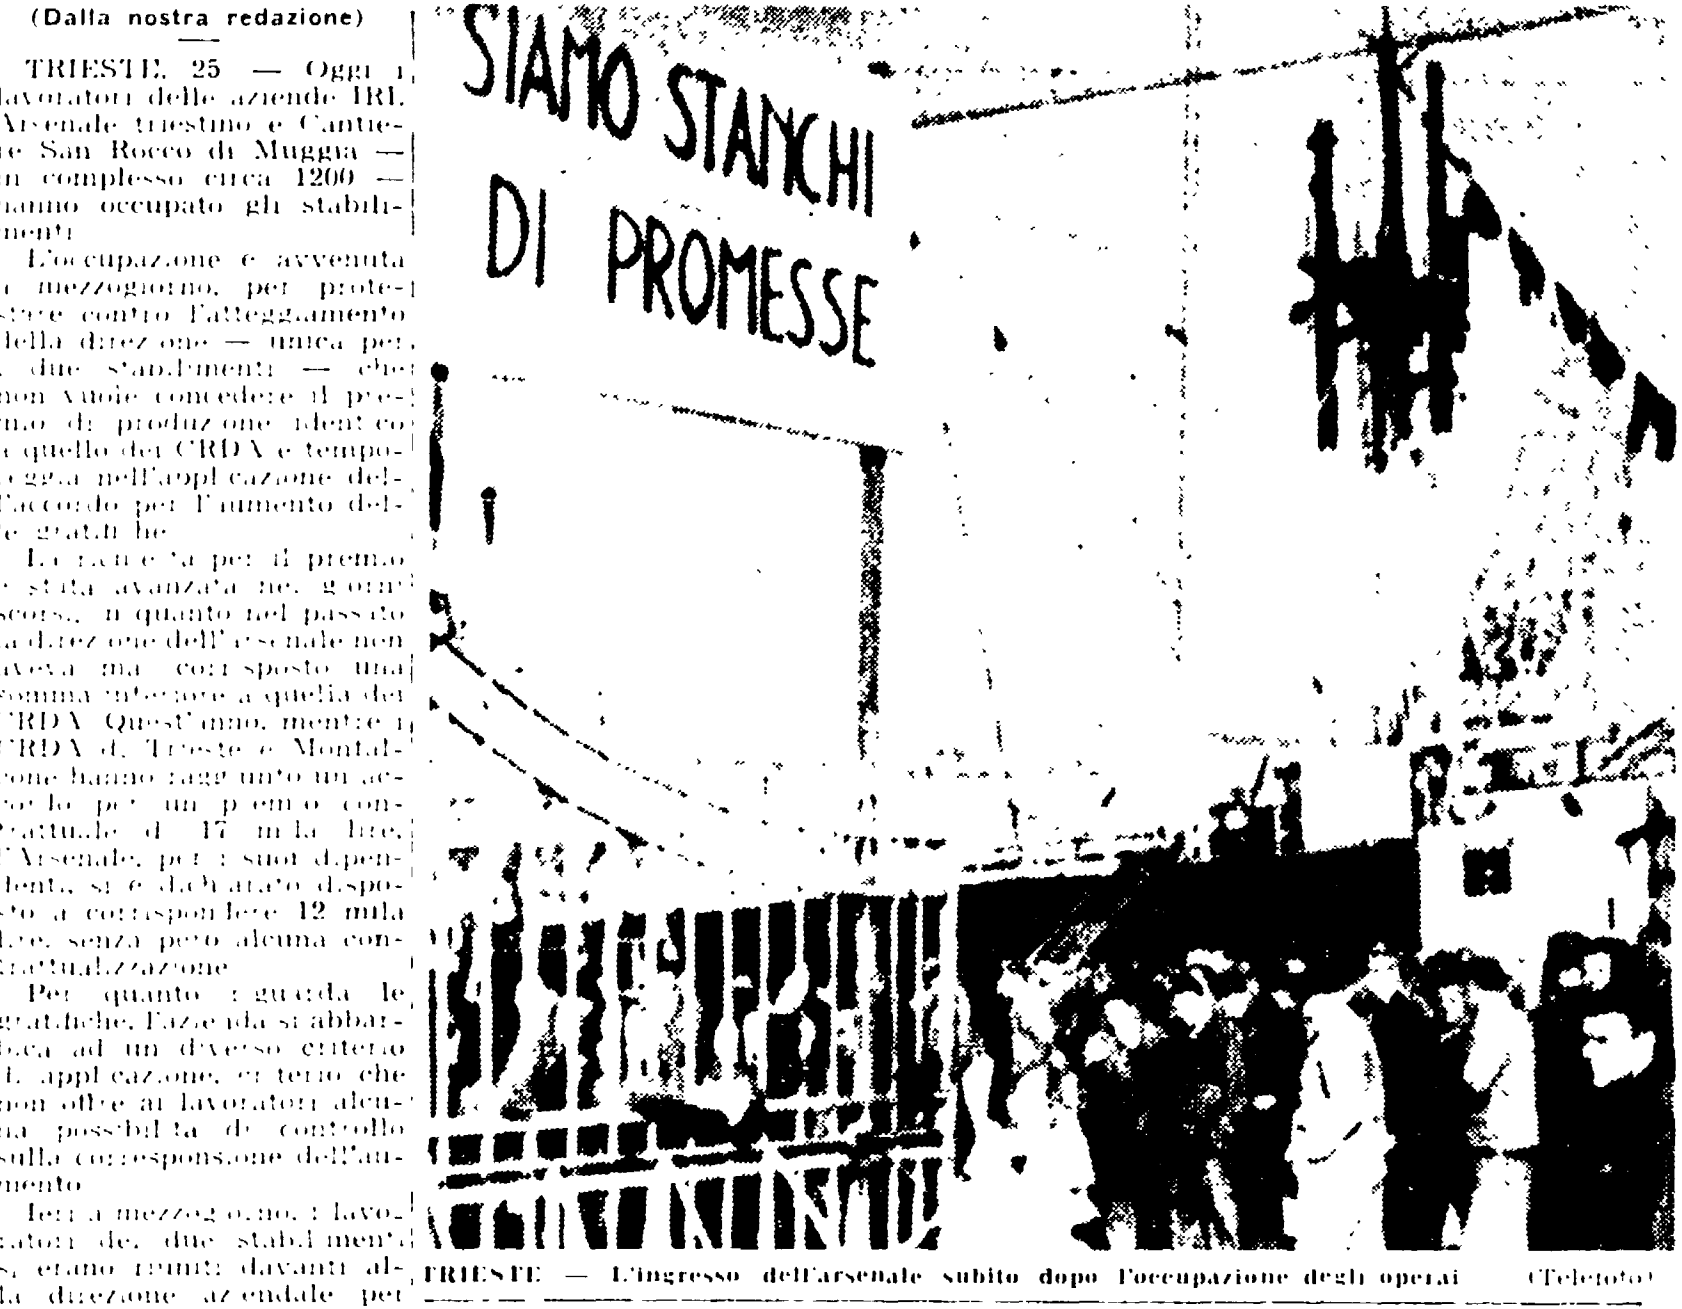 (Dalla nostra redazione)
TRIESTE, 25 — Oggi i
lavoratori delle aziende IRI,
Arsenale triestino e Cantie-
re San Rocco di Muggia —
in complesso circa 1200 —
hanno occupato gli stabili-
menti
L'occupazione è avvenuta
a mezzogiorno, per prote-
stare contro l'atteggiamento
della direzione — unica per
i due stabilimenti — che
non vuole concedere il pre-
mio di produzione identico
a quello dei CRDA e tempo-
reggia nell'applicazione del-
l'accordo per l'aumento del-
le gratifiche
La richiesta per il premio
è stata avanzata nei giorni
scorsi, in quanto nel passato
la direzione dell'arsenale non
aveva mai corrisposto una
somma inferiore a quella dei
CRDA Quest'anno, mentre i
CRDA di Trieste e Monfal-
cone hanno raggiunto un ac-
cordo per un premio con-
trattuale di 17 mila lire,
l'Arsenale, per i suoi dipen-
denti, si è dichiarato dispo-
sto a corrispondere 12 mila
lire, senza però alcuna con-
trattualizzazione
Per quanto riguarda le
gratifiche, l'azienda si abbar-
bica ad un diverso criterio
di applicazione, criterio che
non offre ai lavoratori alcu-
na possibilità di controllo
sulla corresponsione dell'au-
mento
Ieri a mezzogiorno, i lavo-
ratori dei due stabilimenti
si erano riuniti davanti al-
la direzione aziendale per
SIAMO STANCHI
DI PROMESSE
TRIESTE — L'ingresso dell'arsenale subito dopo l'occupazione degli operai (Telefoto)